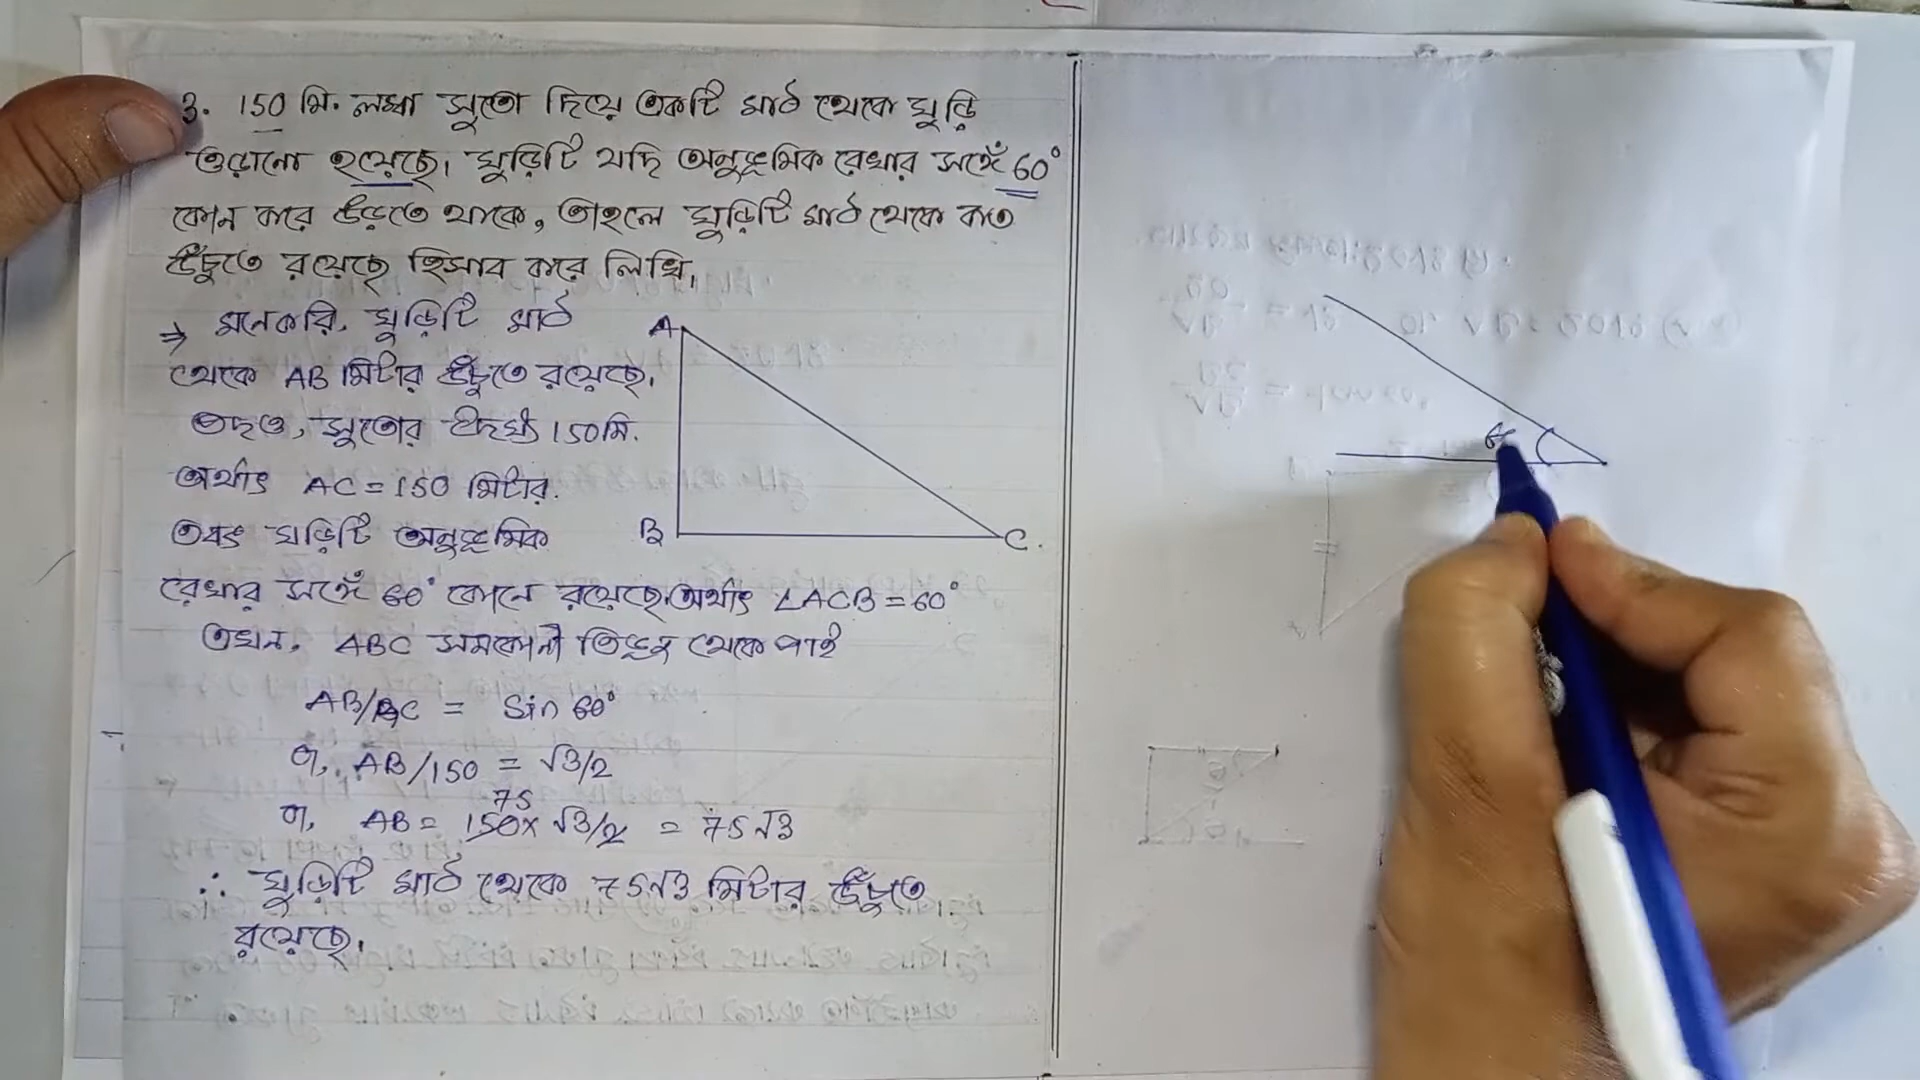 3. 150 মি. লম্বা সুতো দিয়ে একটি মাঠ থেকে ঘুড়ি
ওড়ানো হয়েছে। ঘুড়িটি যদি অনুভূমিক রেখার সঙ্গে 60°
কোন করে উড়তে থাকে, তাহলে ঘুড়িটি মাঠ থেকে কত
উঁচুতে রয়েছে হিসাব করে লিখি।
⇒ মনেকরি, ঘুড়িটি মাঠ
থেকে AB মিটার উঁচুতে রয়েছে।
A
সুতোর দৈর্ঘ্য 150মি.
অর্থাৎ AC = 150 মিটার.
এবং ঘুড়িটি অনুভূমিক
B
C.
রেখার সঙ্গে 60° কোনে রয়েছে। অর্থাৎ ∠ACB = 60°
এখন, ABC সমকোনী ত্রিভুজ থেকে পাই
AB/AC = Sin 60°
বা, AB/150 = √3/2
75
বা, AB = 150 × √3/2 = 75√3
∴ ঘুড়িটি মাঠ থেকে 75√3 মিটার উঁচুতে
রয়েছে।